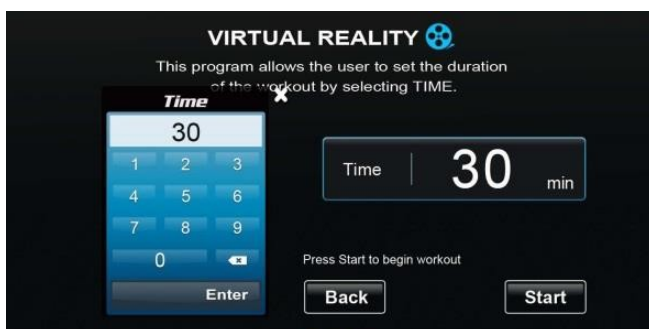 VIRTUAL REALITY
This program allows the user to set the duration
of the workout by selecting TIME.
Time
30
1 2 3
4 5 6
7 8 9
0
Enter
Time 30 min
Press Start to begin workout
Back Start